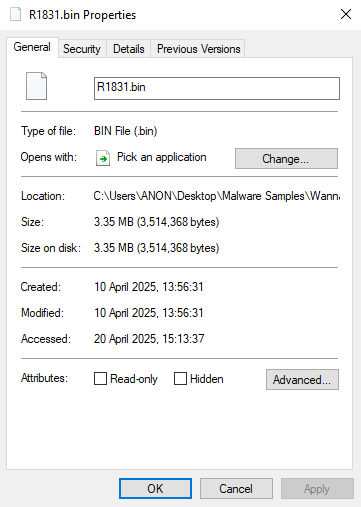 R1831.bin Properties
General Security Details Previous Versions
R1831.bin
Type of file: BIN File (.bin)
Opens with: Pick an application Change...
Location: C:\Users\ANON\Desktop\Malware Samples\Wanna
Size: 3.35 MB (3,514,368 bytes)
Size on disk: 3.35 MB (3,514,368 bytes)
Created: 10 April 2025, 13:56:31
Modified: 10 April 2025, 13:56:31
Accessed: 20 April 2025, 15:13:37
Attributes: Read-only Hidden Advanced...
OK Cancel Apply